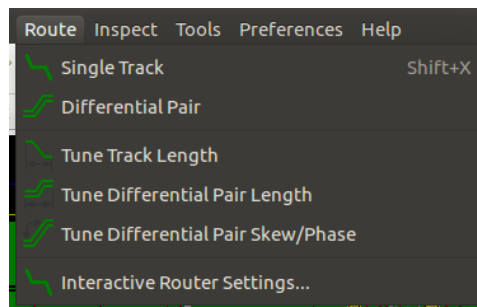 Route Inspect Tools Preferences Help
Single Track Shift+X
Differential Pair
Tune Track Length
Tune Differential Pair Length
Tune Differential Pair Skew/Phase
Interactive Router Settings...